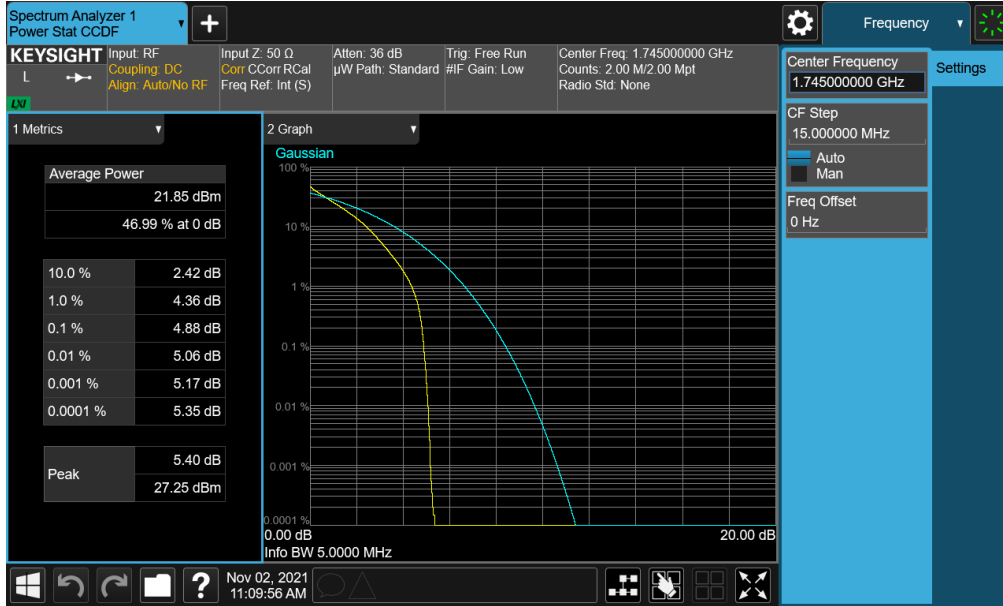 Spectrum Analyzer 1
Power Stat CCDF
Frequency
KEYSIGHT
L
LXI
Input: RF
Coupling: DC
Align: Auto/No RF
Input Z: 50 Ω
Corr CCorr RCal
Freq Ref: Int (S)
Atten: 36 dB
µW Path: Standard
Trig: Free Run
#IF Gain: Low
Center Freq: 1.745000000 GHz
Counts: 2.00 M/2.00 Mpt
Radio Std: None
Center Frequency
1.745000000 GHz
Settings
CF Step
15.000000 MHz
Auto
Man
Freq Offset
0 Hz
1 Metrics
Average Power
21.85 dBm
46.99 % at 0 dB
10.0 % 2.42 dB
1.0 % 4.36 dB
0.1 % 4.88 dB
0.01 % 5.06 dB
0.001 % 5.17 dB
0.0001 % 5.35 dB
Peak 5.40 dB
27.25 dBm
2 Graph
Gaussian
100 %
10 %
1 %
0.1 %
0.01 %
0.001 %
0.0001 %
0.00 dB 20.00 dB
Info BW 5.0000 MHz
?
Nov 02, 2021
11:09:56 AM